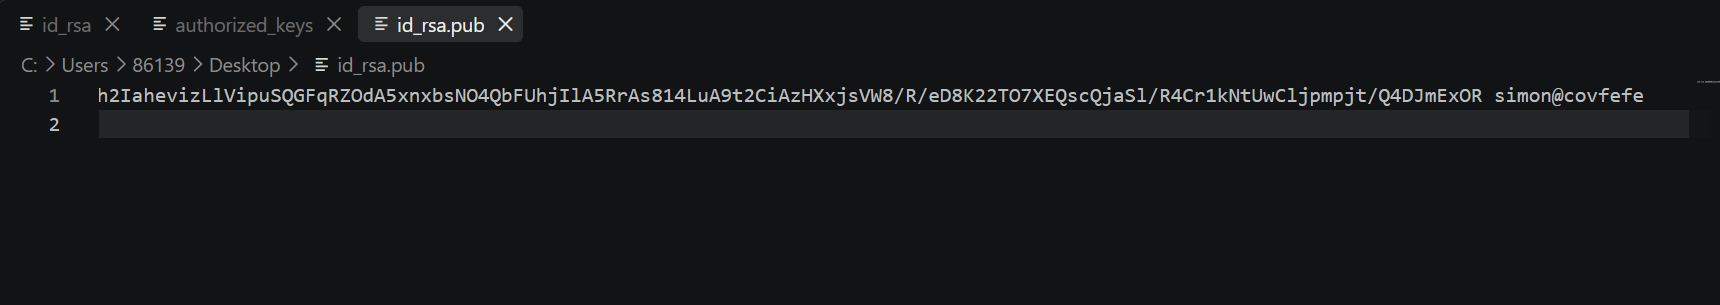 id_rsa authorized_keys id_rsa.pub
C: > Users > 86139 > Desktop > id_rsa.pub
1 h2IahevizLlVipuSQGFqRZOdA5xnxbsNO4QbFUhjIlA5RrAs814LuA9t2CiAzHXxjsVW8/R/eD8K22TO7XEQscQjaSl/R4Cr1kNtUwCljpmpjt/Q4DJmExOR simon@covfefe
2